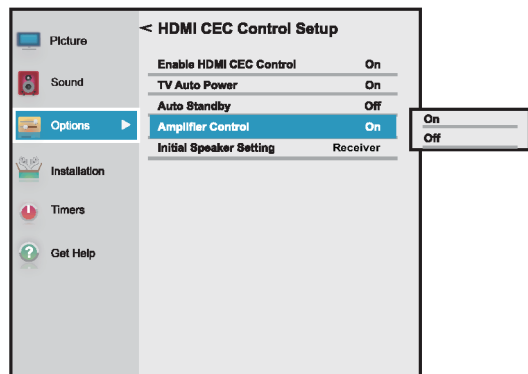 < HDMI CEC Control Setup
Picture
Sound
Options
Installation
Timers
Get Help
Enable HDMI CEC Control On
TV Auto Power On
Auto Standby Off
Amplifier Control On
Initial Speaker Setting Receiver
On
Off